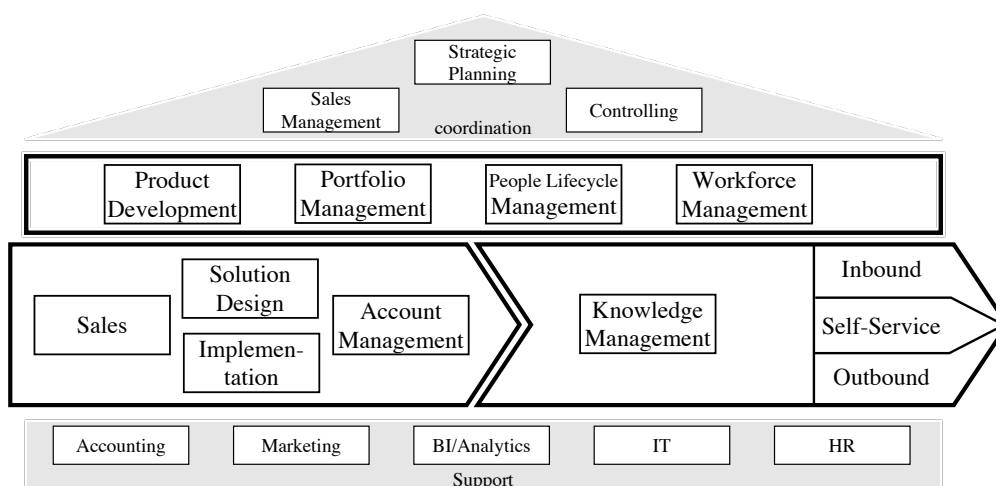 Strategic
Planning
Sales
Management
Controlling
coordination
Product
Development
Portfolio
Management
People Lifecycle
Management
Workforce
Management
Sales
Solution
Design
Implemen-
tation
Account
Management
Knowledge
Management
Inbound
Self-Service
Outbound
Accounting
Marketing
BI/Analytics
IT
HR
Support